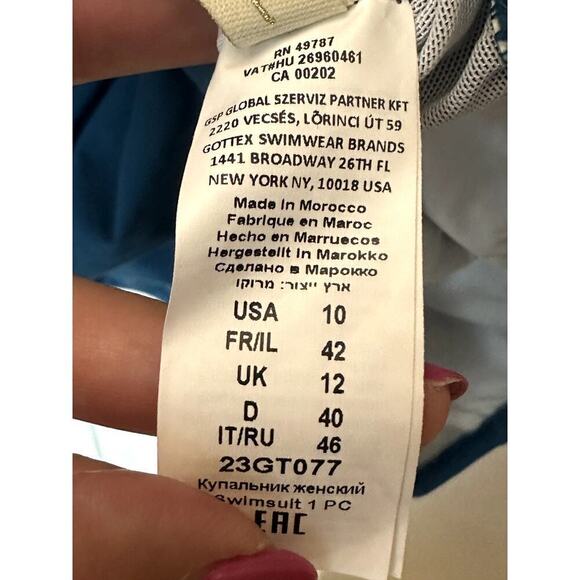 RN 49787
VAT#HU 26960461
CA 00202
GSP GLOBAL SZERVIZ PARTNER KFT
2220 VECSÉS, LŐRINCI ÚT 59
GOTTEX SWIMWEAR BRANDS
1441 BROADWAY 26TH FL
NEW YORK NY, 10018 USA
Made in Morocco
Fabrique en Maroc
Hecho en Marruecos
Hergestellt in Marokko
Сделано в Марокко
ארץ ייצור: מרוקו
USA 10
FR/IL 42
UK 12
D 40
IT/RU 46
23GT077
Купальник женский
Swimsuit 1 PC
EAC